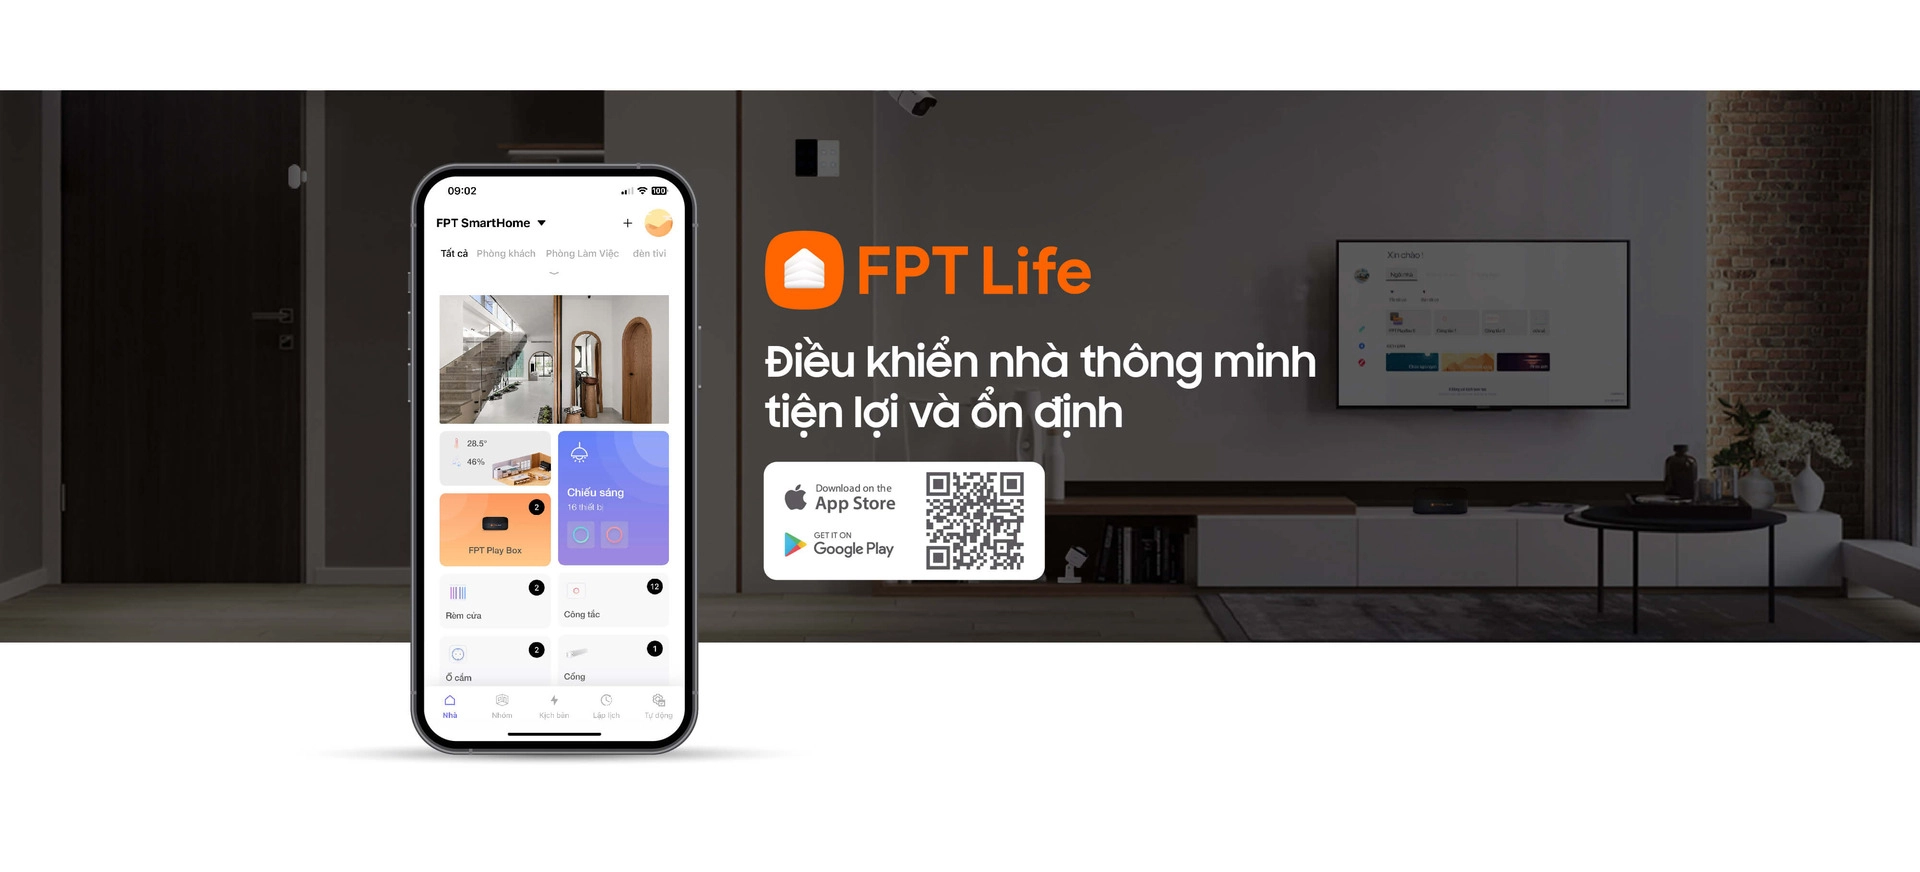 09:02
100
FPT SmartHome
Tất cả Phòng khách Phòng Làm Việc đèn tivi
28.5°
46%
Chiếu sáng
16 thiết bị
2
FPT Play Box
2
Rèm cửa
12
Công tắc
2
Ổ cắm
1
Cổng
Nhà Nhóm Kịch bản Lập lịch Tự động
FPT Life
Điều khiển nhà thông minh
tiện lợi và ổn định
Download on the
App Store
GET IT ON
Google Play
Xin chào !
Ngôi nhà